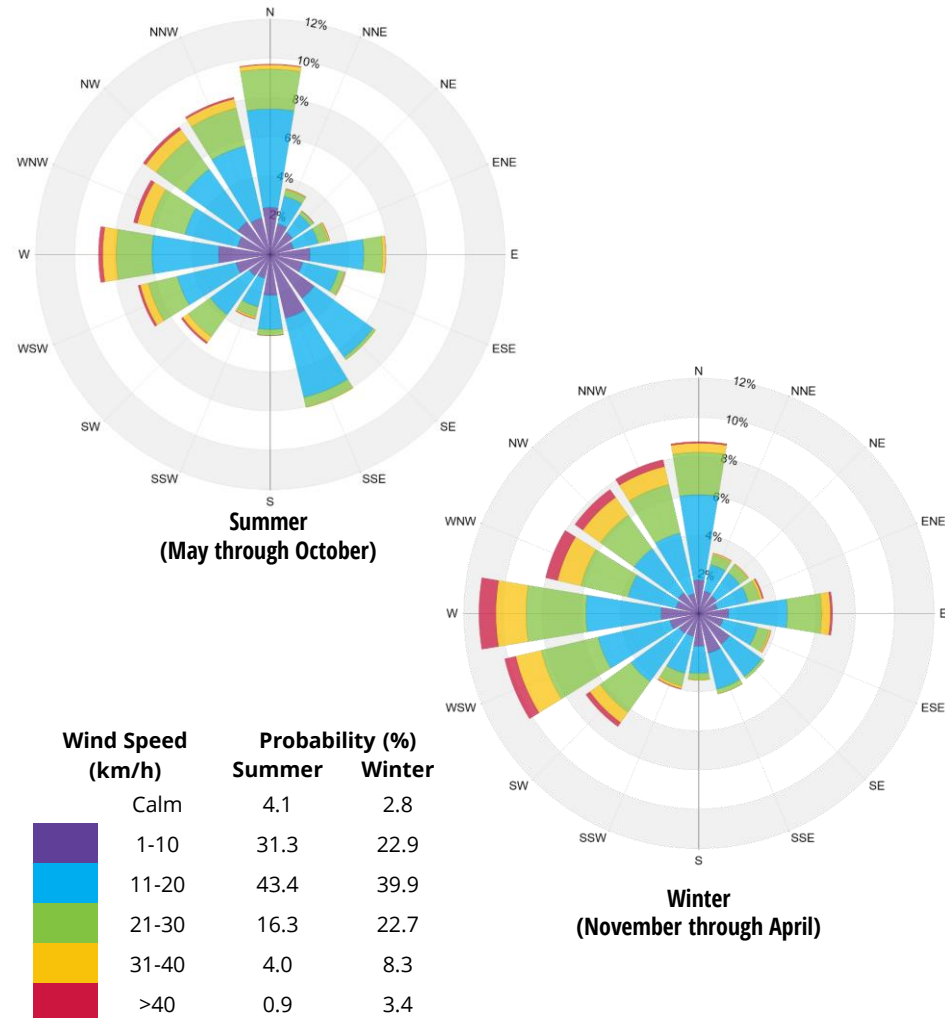 N
12%
NNW
NNE
10%
NW
NE
8%
6%
WNW
ENE
4%
2%
W
E
WSW
ESE
SW
SE
SSW
SSE
S
Summer
(May through October)
N
12%
NNW
NNE
10%
NW
NE
8%
6%
WNW
ENE
4%
2%
W
E
WSW
ESE
SW
SE
SSW
SSE
S
Winter
(November through April)
Wind Speed Probability (%)
(km/h) Summer Winter
Calm 4.1 2.8
1-10 31.3 22.9
11-20 43.4 39.9
21-30 16.3 22.7
31-40 4.0 8.3
>40 0.9 3.4